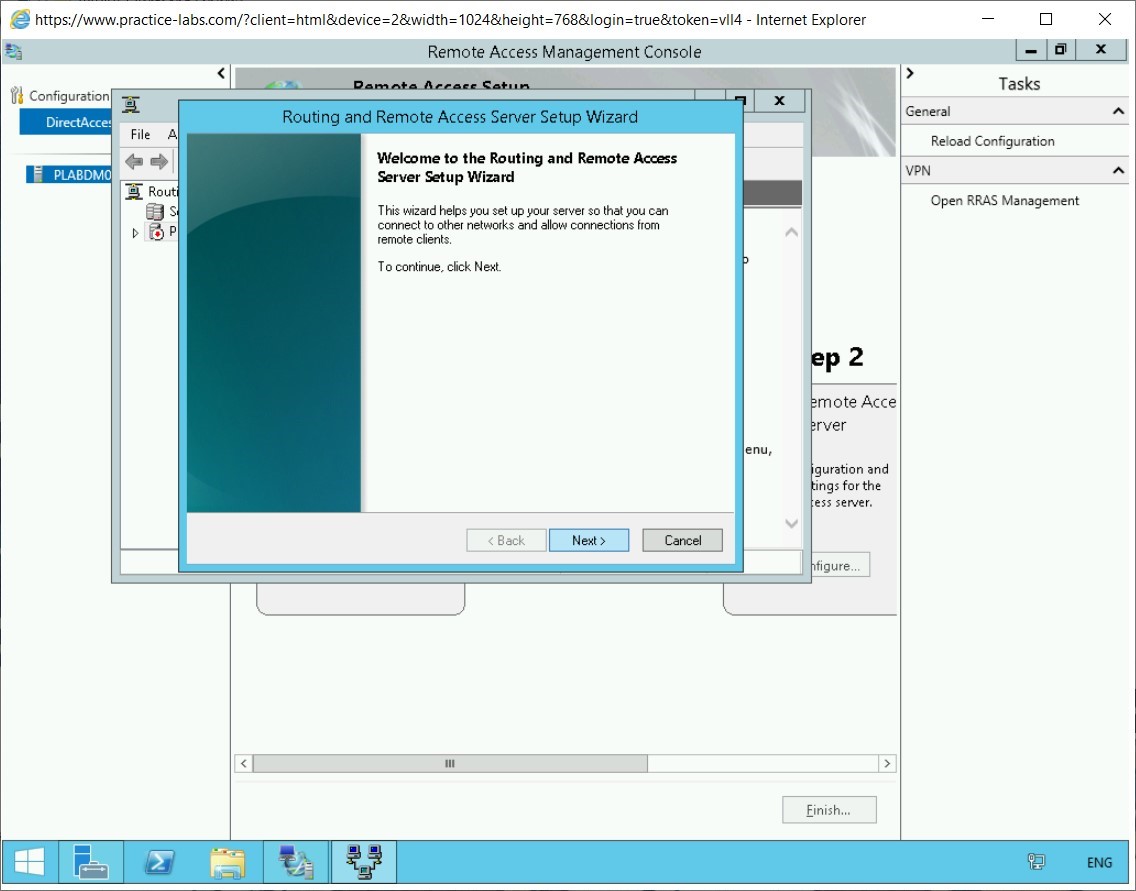 https://www.practice-labs.com/?client=html&device=2&width=1024&height=768&login=true&token=vll4 - Internet Explorer
Remote Access Management Console
Configuration
DirectAcces
PLABDM0
Remote Access Setup
File A
Routi
S
P
Routing and Remote Access Server Setup Wizard
Welcome to the Routing and Remote Access
Server Setup Wizard
This wizard helps you set up your server so that you can
connect to other networks and allow connections from
remote clients.
To continue, click Next.
< Back
Next >
Cancel
enu,
ep 2
emote Acce
erver
iguration and
tings for the
cess server.
nfigure...
Finish...
Tasks
General
Reload Configuration
VPN
Open RRAS Management
ENG